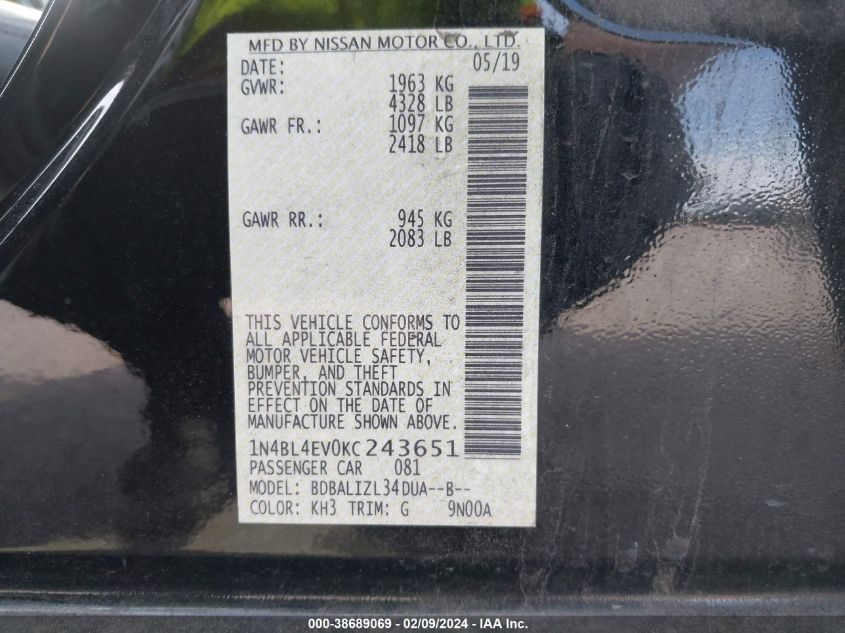 MFD BY NISSAN MOTOR CO., LTD.
DATE: 05/19
GVWR: 1963 KG
4328 LB
GAWR FR.: 1097 KG
2418 LB
GAWR RR.: 945 KG
2083 LB
THIS VEHICLE CONFORMS TO
ALL APPLICABLE FEDERAL
MOTOR VEHICLE SAFETY,
BUMPER, AND THEFT
PREVENTION STANDARDS IN
EFFECT ON THE DATE OF
MANUFACTURE SHOWN ABOVE.
1N4BL4EV0KC243651
PASSENGER CAR 081
MODEL: BDBALIZL34DUA--B--
COLOR: KH3 TRIM: G 9N00A
000-38689069 - 02/09/2024 - IAA Inc.